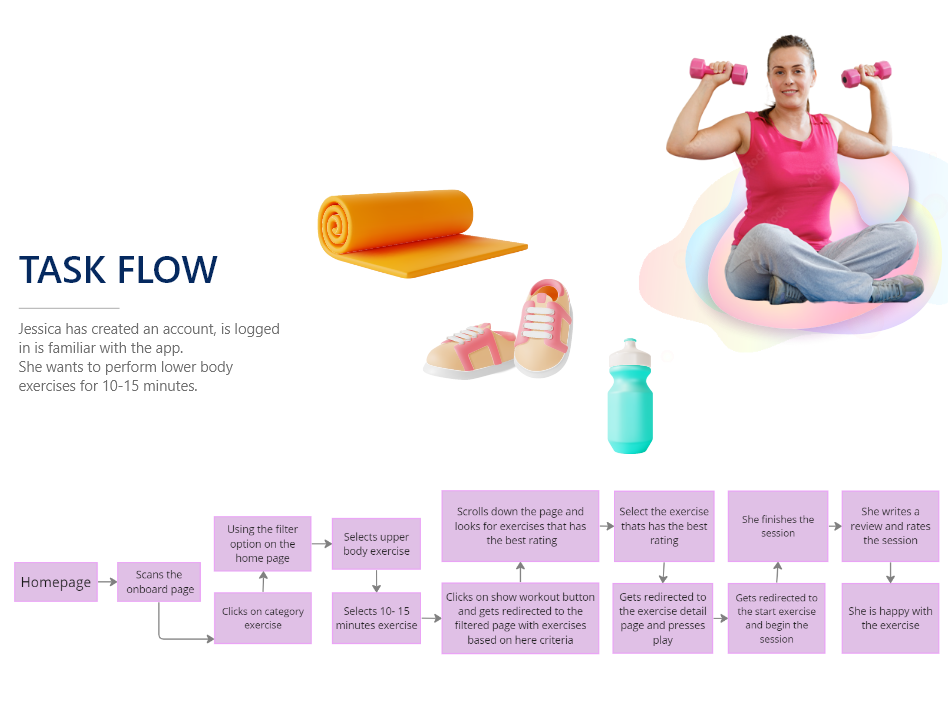 TASK FLOW
Jessica has created an account, is logged
in is familiar with the app.
She wants to perform lower body
exercises for 10-15 minutes.
Homepage
Scans the
onboard page
Clicks on category
exercise
Using the filter
option on the
home page
Selects upper
body exercise
Selects 10- 15
minutes exercise
Clicks on show workout button
and gets redirected to the
filtered page with exercises
based on here criteria
Scrolls down the page and
looks for exercises that has
the best rating
Select the exercise
thats has the best
rating
Gets redirected to
the exercise detail
page and presses
play
Gets redirected to
the start exercise
and begin the
session
She finishes the
session
She writes a
review and rates
the session
She is happy with
the exercise